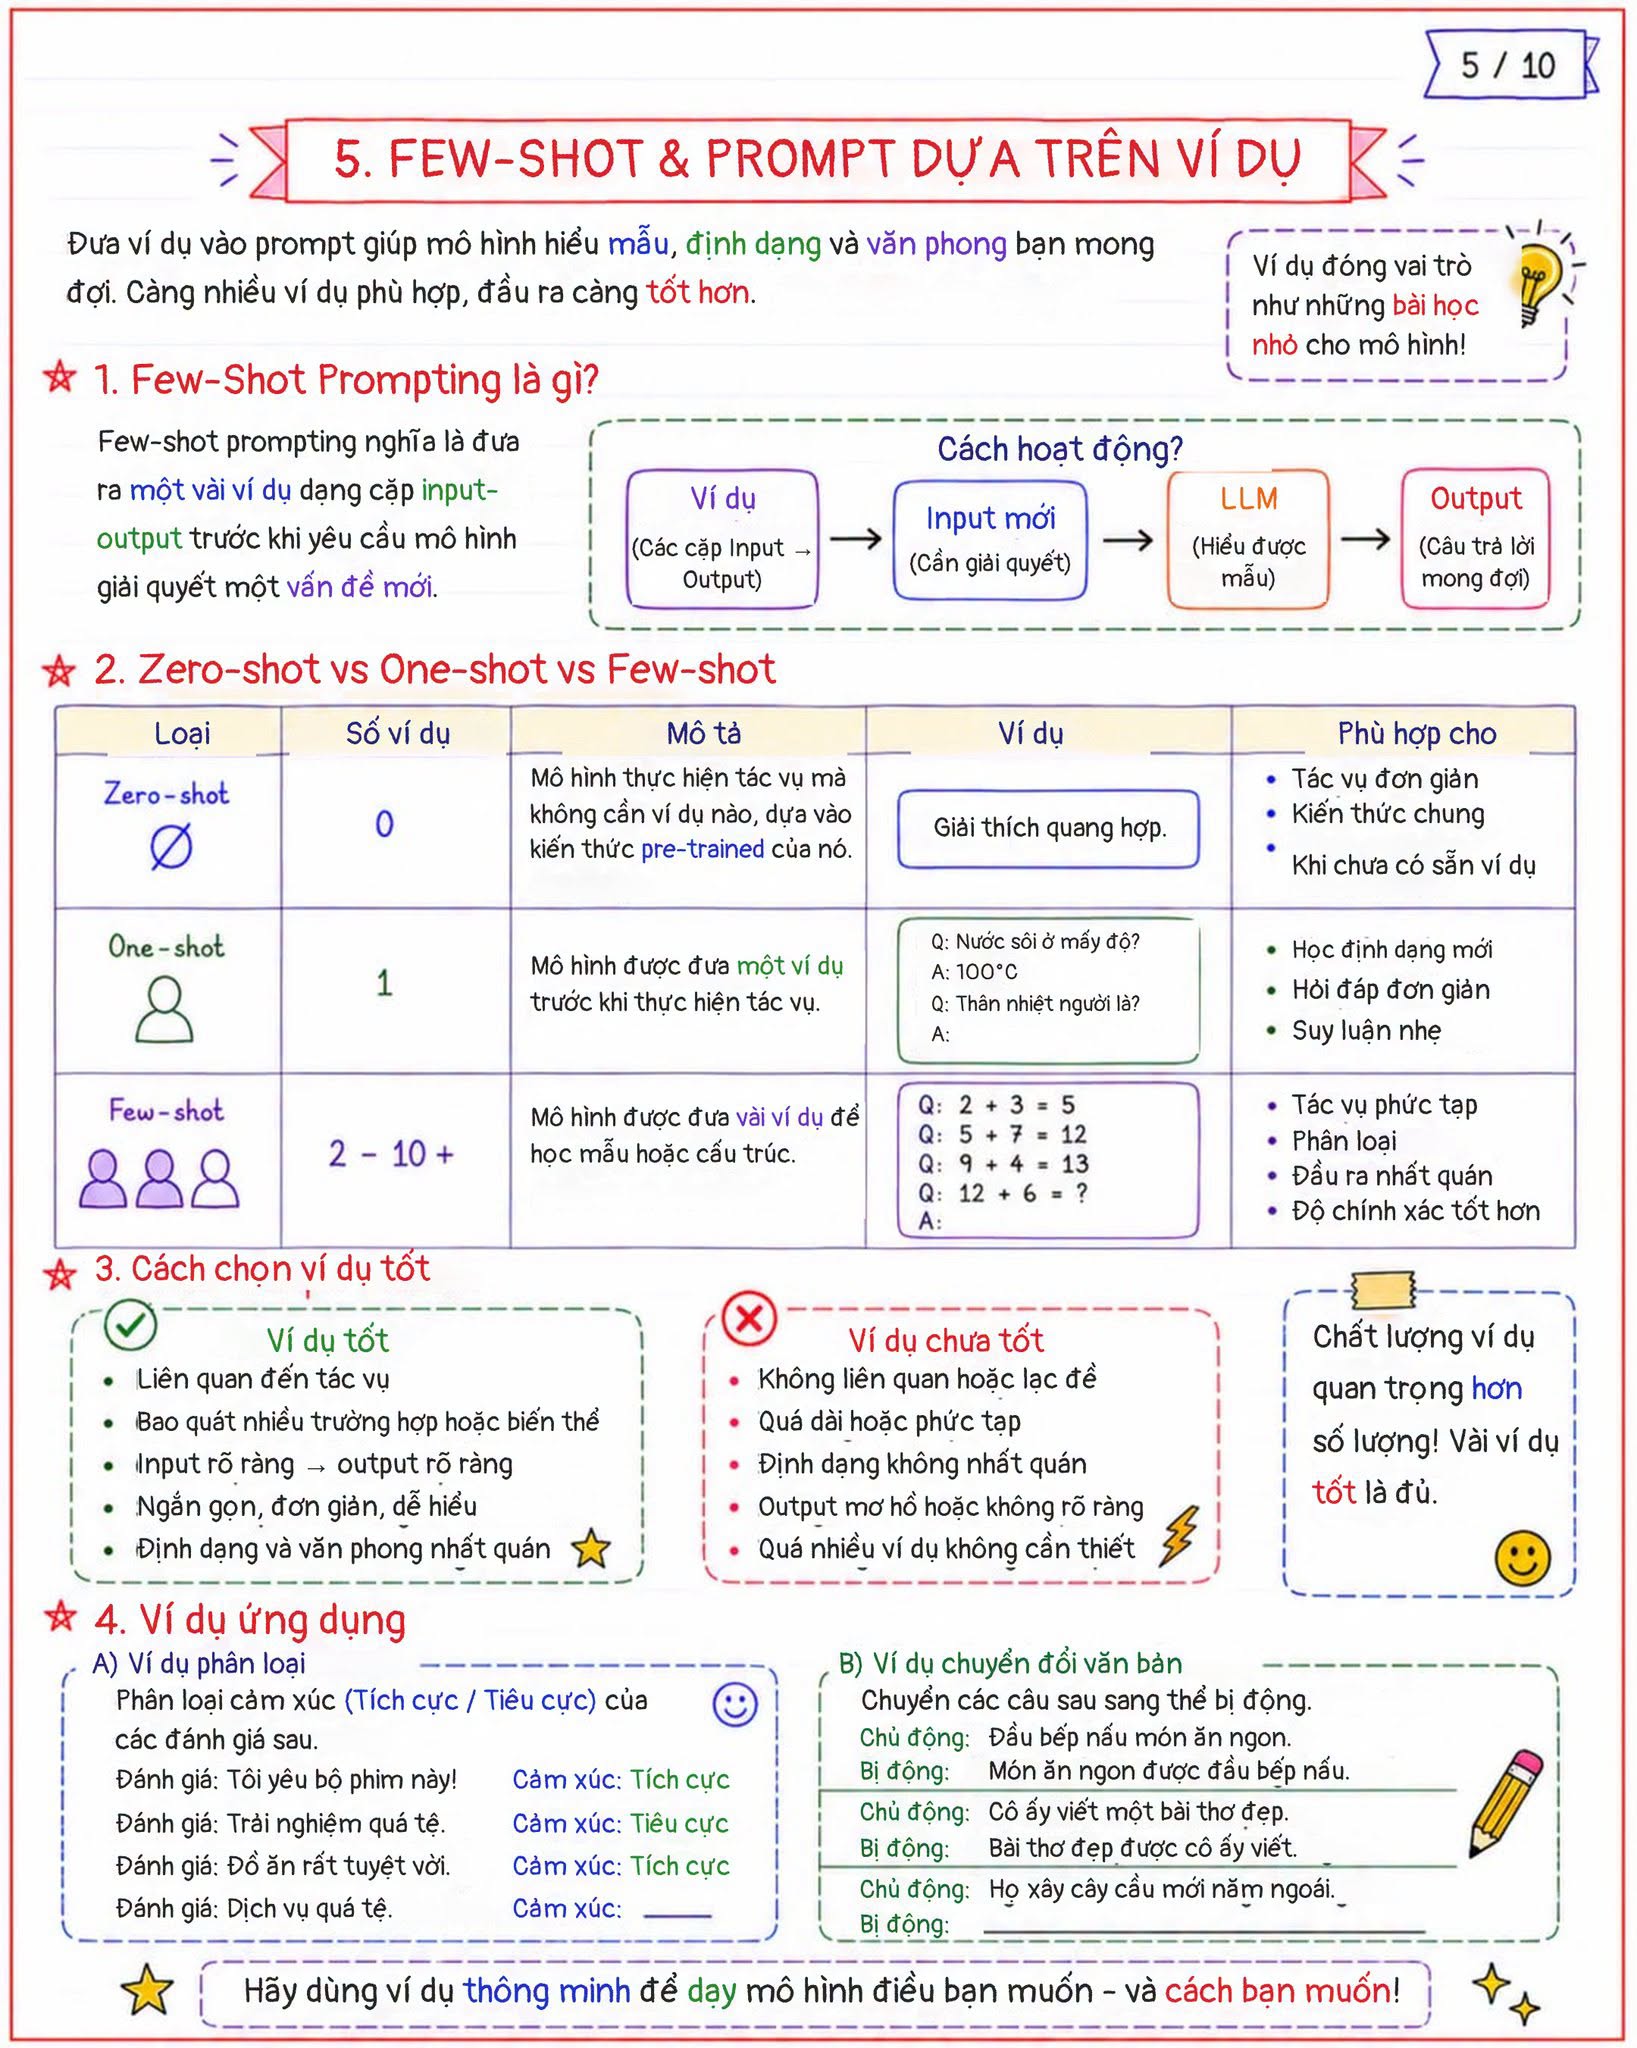 5 / 10
5. FEW-SHOT & PROMPT DỰA TRÊN VÍ DỤ
Đưa ví dụ vào prompt giúp mô hình hiểu mẫu, định dạng và văn phong bạn mong
đợi. Càng nhiều ví dụ phù hợp, đầu ra càng tốt hơn.
Ví dụ đóng vai trò
như những bài học
nhỏ cho mô hình!
1. Few-Shot Prompting là gì?
Few-shot prompting nghĩa là đưa
ra một vài ví dụ dạng cặp input-
output trước khi yêu cầu mô hình
giải quyết một vấn đề mới.
Cách hoạt động?
Ví dụ
(Các cặp Input →
Output)
→
Input mới
(Cần giải quyết)
→
LLM
(Hiểu được
mẫu)
→
Output
(Câu trả lời
mong đợi)
2. Zero-shot vs One-shot vs Few-shot
Loại
Số ví dụ
Mô tả
Ví dụ
Phù hợp cho
Zero-shot
0
Mô hình thực hiện tác vụ mà
không cần ví dụ nào, dựa vào
kiến thức pre-trained của nó.
Giải thích quang hợp.
• Tác vụ đơn giản
• Kiến thức chung
• Khi chưa có sẵn ví dụ
One-shot
1
Mô hình được đưa một ví dụ
trước khi thực hiện tác vụ.
Q: Nước sôi ở mấy độ?
A: 100°C
Q: Thân nhiệt người là?
A:
• Học định dạng mới
• Hỏi đáp đơn giản
• Suy luận nhẹ
Few-shot
2 - 10 +
Mô hình được đưa vài ví dụ để
học mẫu hoặc cấu trúc.
Q: 2 + 3 = 5
Q: 5 + 7 = 12
Q: 9 + 4 = 13
Q: 12 + 6 = ?
A:
• Tác vụ phức tạp
• Phân loại
• Đầu ra nhất quán
• Độ chính xác tốt hơn
3. Cách chọn ví dụ tốt
Ví dụ tốt
• Liên quan đến tác vụ
• Bao quát nhiều trường hợp hoặc biến thể
• Input rõ ràng → output rõ ràng
• Ngắn gọn, đơn giản, dễ hiểu
• Định dạng và văn phong nhất quán
Ví dụ chưa tốt
• Không liên quan hoặc lạc đề
• Quá dài hoặc phức tạp
• Định dạng không nhất quán
• Output mơ hồ hoặc không rõ ràng
• Quá nhiều ví dụ không cần thiết
Chất lượng ví dụ
quan trọng hơn
số lượng! Vài ví dụ
tốt là đủ.
4. Ví dụ ứng dụng
A) Ví dụ phân loại
Phân loại cảm xúc (Tích cực / Tiêu cực) của
các đánh giá sau.
Đánh giá: Tôi yêu bộ phim này! Cảm xúc: Tích cực
Đánh giá: Trải nghiệm quá tệ. Cảm xúc: Tiêu cực
Đánh giá: Đồ ăn rất tuyệt vời. Cảm xúc: Tích cực
Đánh giá: Dịch vụ quá tệ. Cảm xúc: ____
B) Ví dụ chuyển đổi văn bản
Chuyển các câu sau sang thể bị động.
Chủ động: Đầu bếp nấu món ăn ngon.
Bị động: Món ăn ngon được đầu bếp nấu.
Chủ động: Cô ấy viết một bài thơ đẹp.
Bị động: Bài thơ đẹp được cô ấy viết.
Chủ động: Họ xây cây cầu mới năm ngoái.
Bị động: ____
Hãy dùng ví dụ thông minh để dạy mô hình điều bạn muốn - và cách bạn muốn!